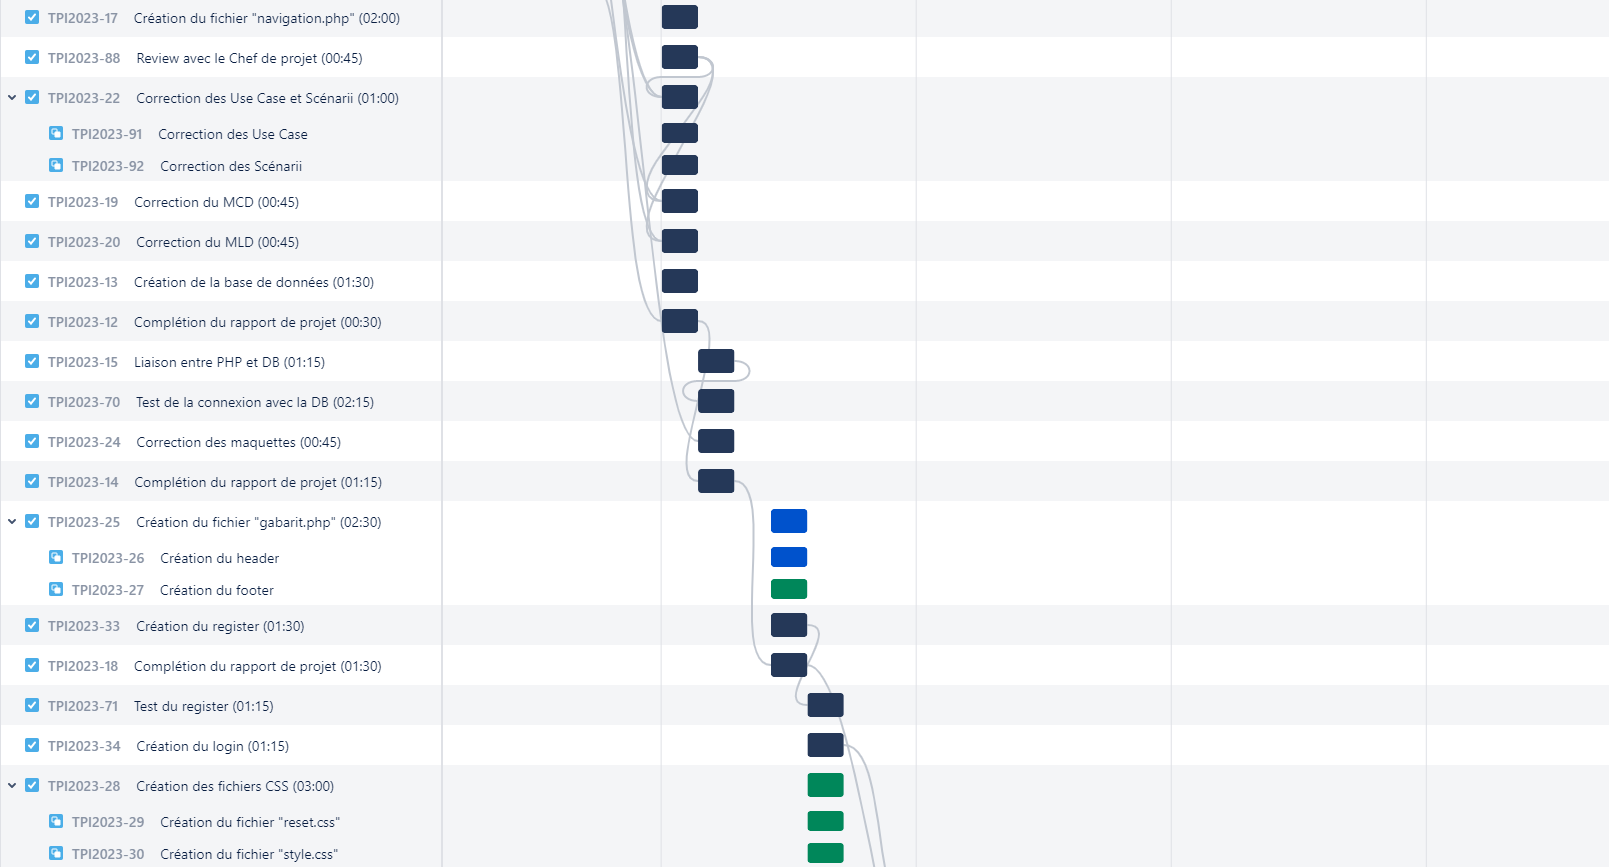 TPI2023-17 Création du fichier "navigation.php" (02:00)
TPI2023-88 Review avec le Chef de projet (00:45)
TPI2023-22 Correction des Use Case et Scénarii (01:00)
TPI2023-91 Correction des Use Case
TPI2023-92 Correction des Scénarii
TPI2023-19 Correction du MCD (00:45)
TPI2023-20 Correction du MLD (00:45)
TPI2023-13 Création de la base de données (01:30)
TPI2023-12 Complétion du rapport de projet (00:30)
TPI2023-15 Liaison entre PHP et DB (01:15)
TPI2023-70 Test de la connexion avec la DB (02:15)
TPI2023-24 Correction des maquettes (00:45)
TPI2023-14 Complétion du rapport de projet (01:15)
TPI2023-25 Création du fichier "gabarit.php" (02:30)
TPI2023-26 Création du header
TPI2023-27 Création du footer
TPI2023-33 Création du register (01:30)
TPI2023-18 Complétion du rapport de projet (01:30)
TPI2023-71 Test du register (01:15)
TPI2023-34 Création du login (01:15)
TPI2023-28 Création des fichiers CSS (03:00)
TPI2023-29 Création du fichier "reset.css"
TPI2023-30 Création du fichier "style.css"